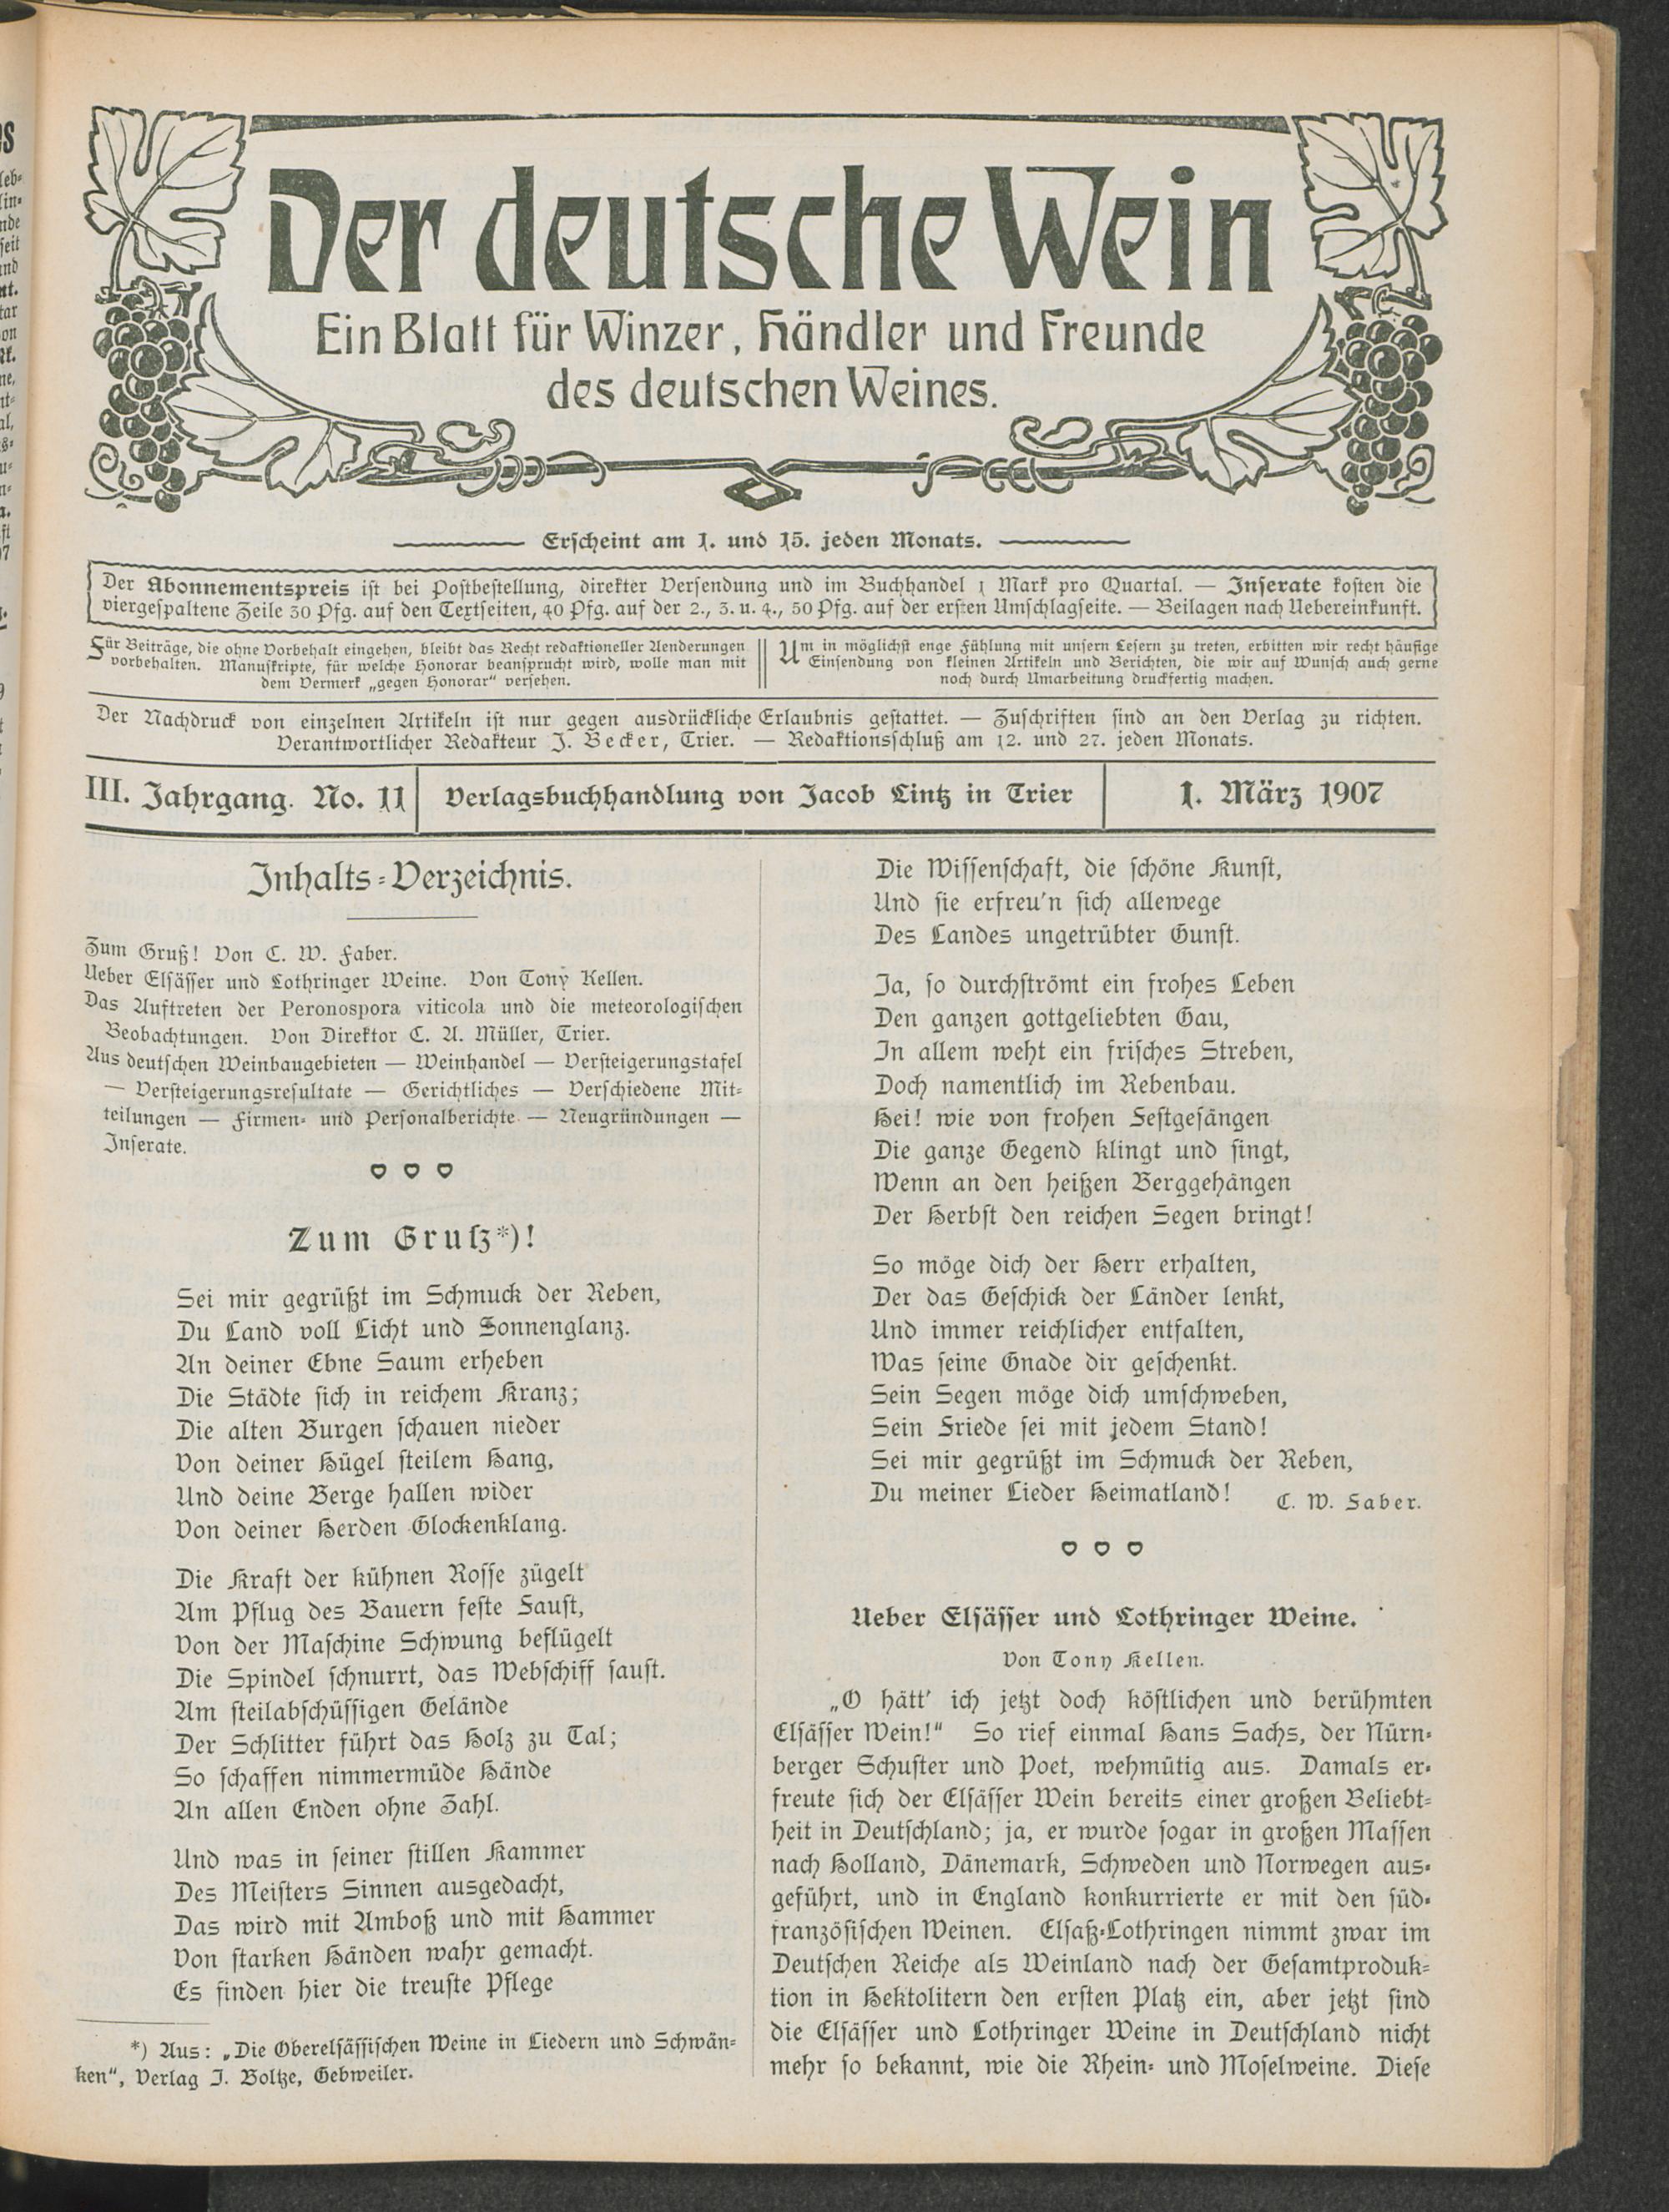 Der deutsche Wein
Ein Blatt für Winzer, Händler und Freunde
des deutschen Weines.
Erscheint am 1. und 15. jeden Monats.
Der Abonnementspreis ist bei Postbestellung, direkter Versendung und im Buchhandel 1 Mark pro Quartal. — Inserate kosten die
viergespaltene Zeile 30 Pfg. auf den Textseiten, 40 Pfg. auf der 2., 3. u. 4., 50 Pfg. auf der ersten Umschlagseite. — Beilagen nach Uebereinkunft.
Für Beiträge, die ohne Vorbehalt eingehen, bleibt das Recht redaktioneller Aenderungen
vorbehalten. Manuskripte, für welche Honorar beansprucht wird, wolle man mit
dem Vermerk „gegen Honorar" versehen.
Um in möglichst enge Fühlung mit unsern Lesern zu treten, erbitten wir recht häufige
Einsendung von kleinen Artikeln und Berichten, die wir auf Wunsch auch gerne
noch durch Umarbeitung druckfertig machen.
Der Nachdruck von einzelnen Artikeln ist nur gegen ausdrückliche Erlaubnis gestattet. — Zuschriften sind an den Verlag zu richten.
Verantwortlicher Redakteur J. Becker, Trier. — Redaktionsschluß am 12. und 27. jeden Monats.
III. Jahrgang. No. 11
Verlagsbuchhandlung von Jacob Lintz in Trier
1. März 1907
Inhalts-Verzeichnis.
Zum Gruß! Von C. W. Faber.
Ueber Elsässer und Lothringer Weine. Von Tony Kellen.
Das Auftreten der Peronospora viticola und die meteorologischen
Beobachtungen. Von Direktor C. A. Müller, Trier.
Aus deutschen Weinbaugebieten — Weinhandel — Versteigerungstafel
— Versteigerungsresultate — Gerichtliches — Verschiedene Mit-
teilungen — Firmen- und Personalberichte — Neugründungen —
Inserate.
Zum Gruß*)!
Sei mir gegrüßt im Schmuck der Reben,
Du Land voll Licht und Sonnenglanz.
An deiner Ebne Saum erheben
Die Städte sich in reichem Kranz;
Die alten Burgen schauen nieder
Von deiner Hügel steilem Hang,
Und deine Berge hallen wider
Von deiner Herden Glockenklang.
Die Kraft der kühnen Rosse zügelt
Am Pflug des Bauern feste Faust,
Von der Maschine Schwung beflügelt
Die Spindel schnurrt, das Webschiff saust.
Am steilabschüssigen Gelände
Der Schlitter führt das Holz zu Tal;
So schaffen nimmermüde Hände
An allen Enden ohne Zahl.
Und was in seiner stillen Kammer
Des Meisters Sinnen ausgedacht,
Das wird mit Amboß und mit Hammer
Von starken Händen wahr gemacht.
Es finden hier die treuste Pflege
*) Aus: „Die Oberelsässischen Weine in Liedern und Schwän-
ken", Verlag J. Boltze, Gebweiler.
Die Wissenschaft, die schöne Kunst,
Und sie erfreu'n sich allewege
Des Landes ungetrübter Gunst.
Ja, so durchströmt ein frohes Leben
Den ganzen gottgeliebten Gau,
In allem weht ein frisches Streben,
Doch namentlich im Rebenbau.
Hei! wie von frohen Festgesängen
Die ganze Gegend klingt und singt,
Wenn an den heißen Berggehängen
Der Herbst den reichen Segen bringt!
So möge dich der Herr erhalten,
Der das Geschick der Länder lenkt,
Und immer reichlicher entfalten,
Was seine Gnade dir geschenkt.
Sein Segen möge dich umschweben,
Sein Friede sei mit jedem Stand!
Sei mir gegrüßt im Schmuck der Reben,
Du meiner Lieder Heimatland!
C. W. Faber.
Ueber Elsässer und Lothringer Weine.
Von Tony Kellen.
„O hätt' ich jetzt doch köstlichen und berühmten
Elsässer Wein!" So rief einmal Hans Sachs, der Nürn-
berger Schuster und Poet, wehmütig aus. Damals er-
freute sich der Elsässer Wein bereits einer großen Beliebt-
heit in Deutschland; ja, er wurde sogar in großen Massen
nach Holland, Dänemark, Schweden und Norwegen aus-
geführt, und in England konkurrierte er mit den süd-
französischen Weinen. Elsaß-Lothringen nimmt zwar im
Deutschen Reiche als Weinland nach der Gesamtproduk-
tion in Hektolitern den ersten Platz ein, aber jetzt sind
die Elsässer und Lothringer Weine in Deutschland nicht
mehr so bekannt, wie die Rhein- und Moselweine. Diese